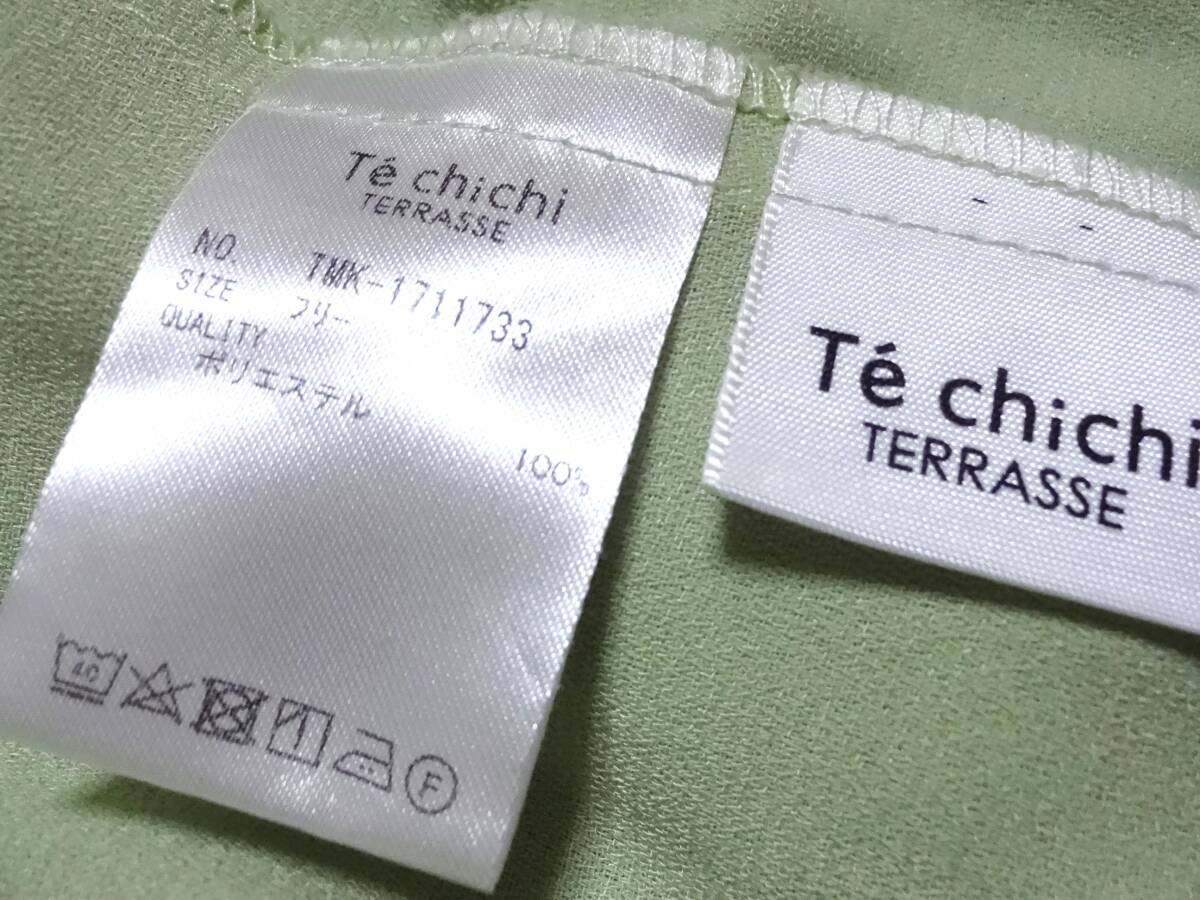 Té chichi
TERRASSE
NO. TMK-1711733
SIZE フリー
QUALITY
ポリエステル
100%
40
F
Té chichi
TERRASSE